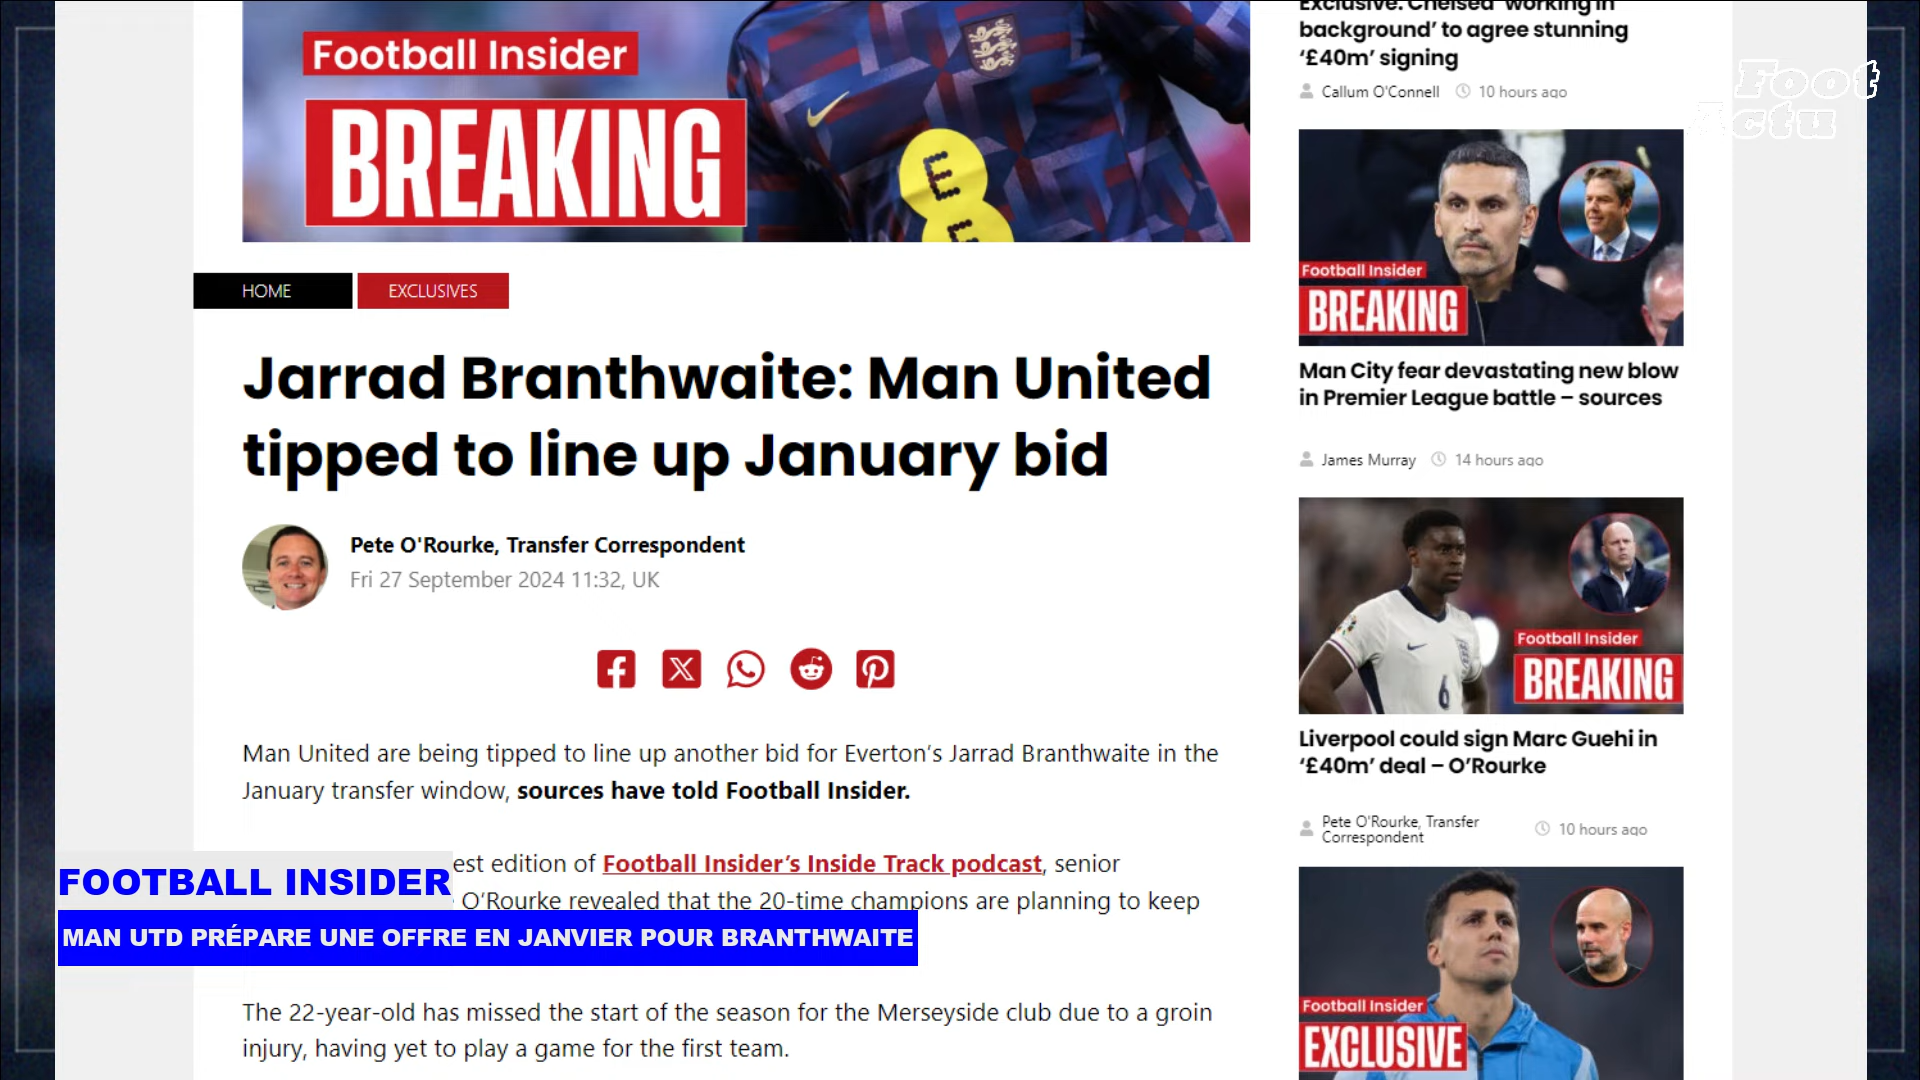 Football Insider
BREAKING
HOME
EXCLUSIVES
Jarrad Branthwaite: Man United
tipped to line up January bid
Pete O'Rourke, Transfer Correspondent
Fri 27 September 2024 11:32, UK
Man United are being tipped to line up another bid for Everton’s Jarrad Branthwaite in the
January transfer window, sources have told Football Insider.
est edition of Football Insider’s Inside Track podcast, senior
O’Rourke revealed that the 20-time champions are planning to keep
FOOTBALL INSIDER
MAN UTD PRÉPARE UNE OFFRE EN JANVIER POUR BRANTHWAITE
The 22-year-old has missed the start of the season for the Merseyside club due to a groin
injury, having yet to play a game for the first team.
Exclusive: Chelsea ‘working in
background’ to agree stunning
‘£40m’ signing
Callum O'Connell 10 hours ago
Football Insider
BREAKING
Man City fear devastating new blow
in Premier League battle – sources
James Murray 14 hours ago
6
Football Insider
BREAKING
Liverpool could sign Marc Guehi in
‘£40m’ deal – O’Rourke
Pete O'Rourke, Transfer
Correspondent
10 hours ago
Football Insider
EXCLUSIVE
Foot
Actu
EE